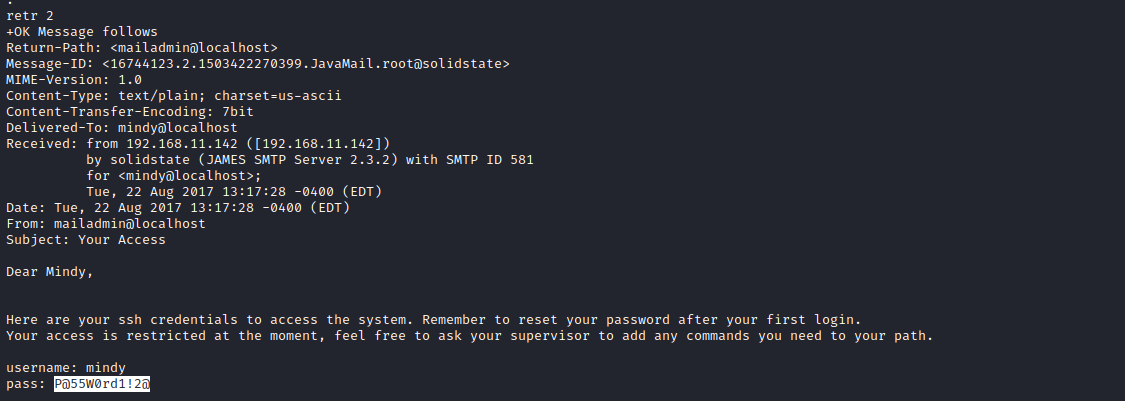 .
retr 2
+OK Message follows
Return-Path: <mailadmin@localhost>
Message-ID: <16744123.2.1503422270399.JavaMail.root@solidstate>
MIME-Version: 1.0
Content-Type: text/plain; charset=us-ascii
Content-Transfer-Encoding: 7bit
Delivered-To: mindy@localhost
Received: from 192.168.11.142 ([192.168.11.142])
          by solidstate (JAMES SMTP Server 2.3.2) with SMTP ID 581
          for <mindy@localhost>;
          Tue, 22 Aug 2017 13:17:28 -0400 (EDT)
Date: Tue, 22 Aug 2017 13:17:28 -0400 (EDT)
From: mailadmin@localhost
Subject: Your Access

Dear Mindy,


Here are your ssh credentials to access the system. Remember to reset your password after your first login.
Your access is restricted at the moment, feel free to ask your supervisor to add any commands you need to your path.

username: mindy
pass: P@55W0rd1!2@